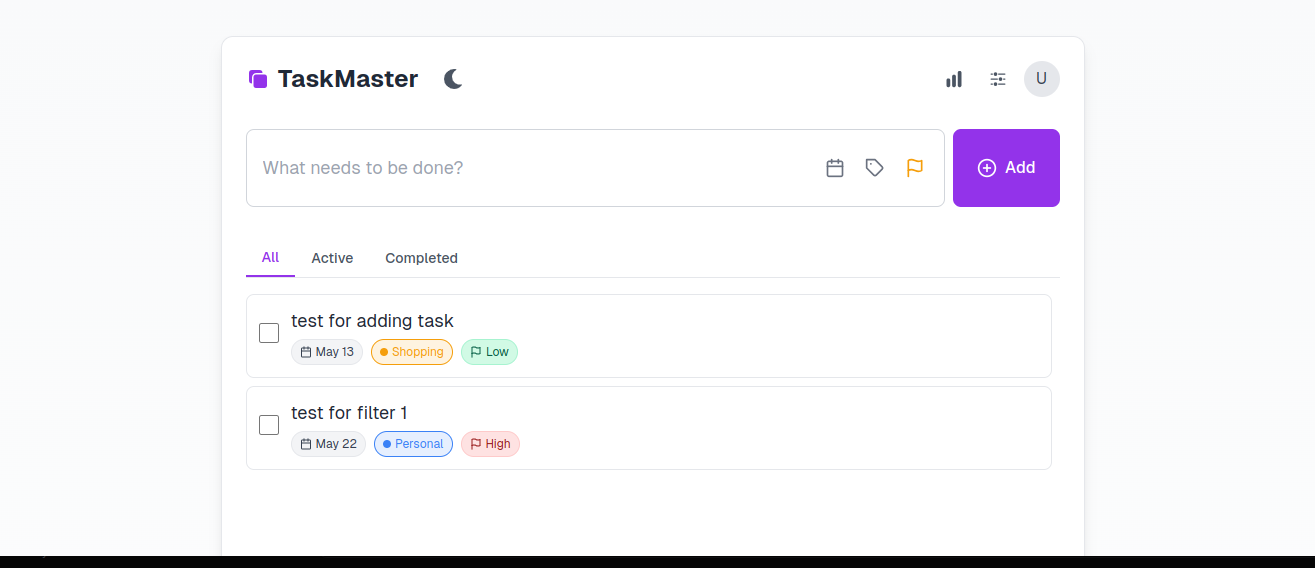 TaskMaster
U
What needs to be done?
Add
All Active Completed
test for adding task
May 13 Shopping Low
test for filter 1
May 22 Personal High